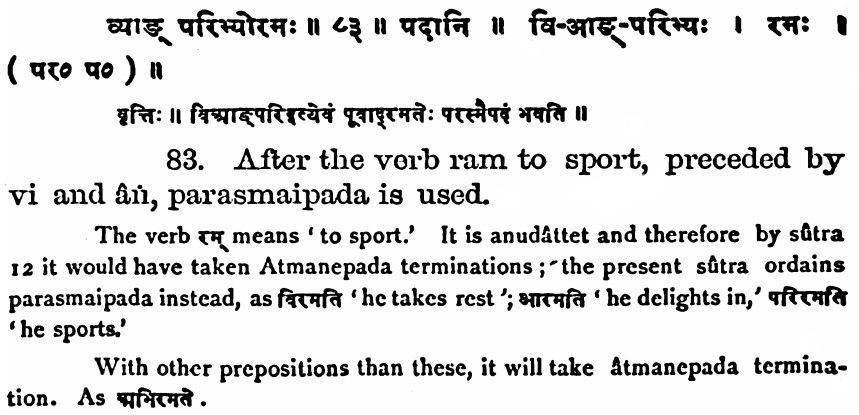 व्याङ् परिभ्योरमः ॥ ८३ ॥ पदानि ॥ वि-आङ्-परिभ्यः । रमः ।
( पर० प० ) ॥
वृत्तिः ॥ विआङ्परिइत्येवं पूर्वाद्रमतेः परस्मैपदं भवति ॥
83. After the verb ram to sport, preceded by
vi and âṅ, parasmaipada is used.
The verb रम् means ‘ to sport.’ It is anudâttet and therefore by sûtra
12 it would have taken Atmanepada terminations ; the present sûtra ordains
parasmaipada instead, as विरमति ‘ he takes rest ’; आरमति ‘ he delights in,’ परिरमति
‘ he sports.’
With other prepositions than these, it will take âtmanepada termina-
tion. As अभिरमते .